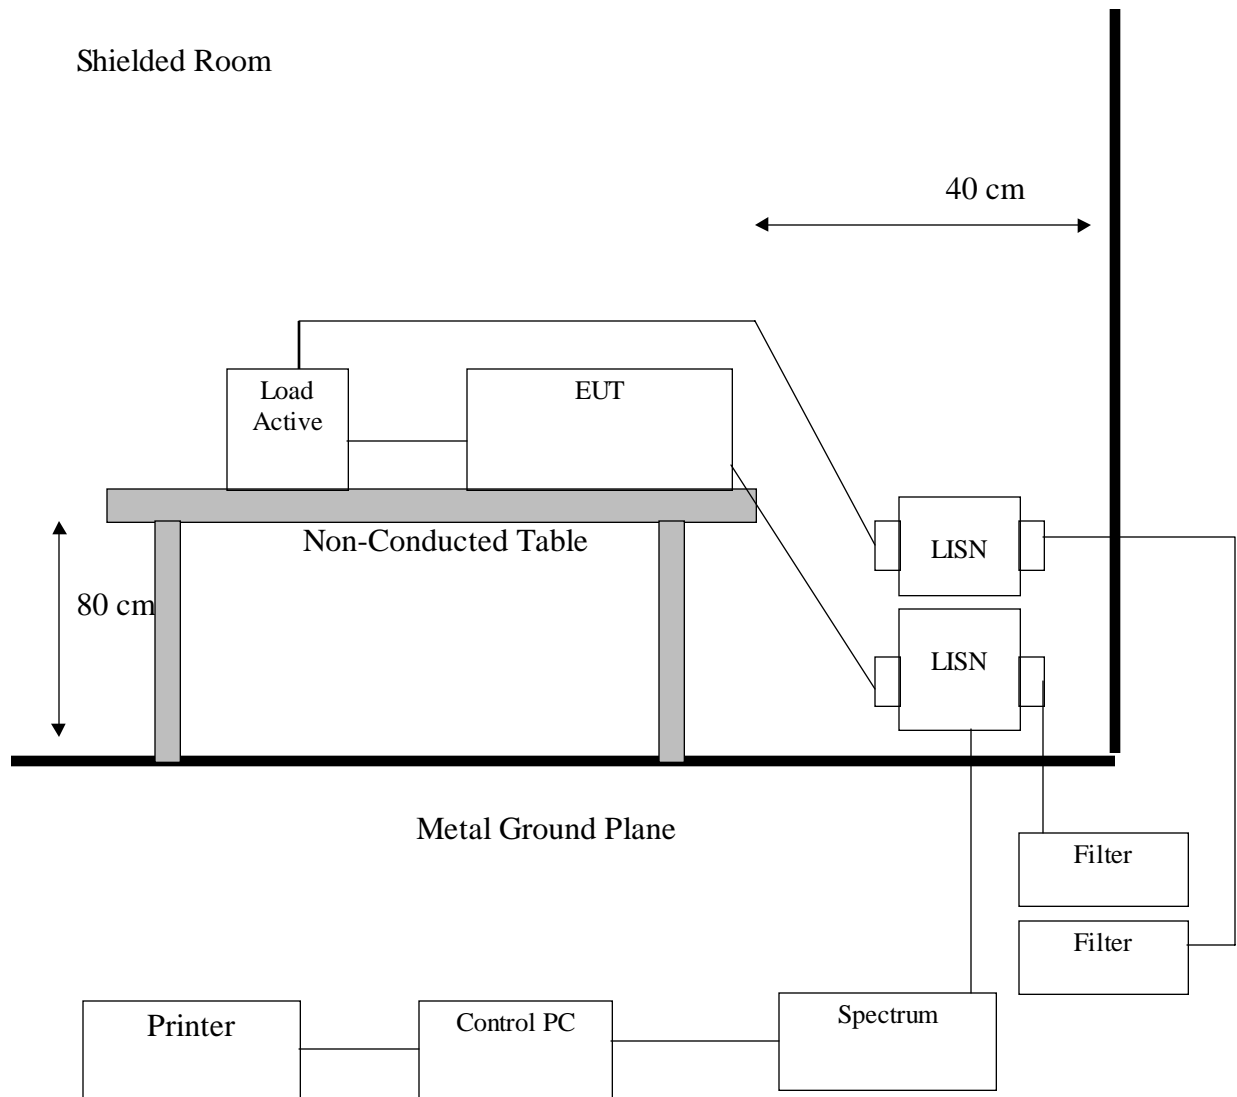 Shielded Room
40 cm
Load
Active
EUT
Non-Conducted Table
LISN
80 cm
LISN
Metal Ground Plane
Filter
Filter
Spectrum
Control PC
Printer